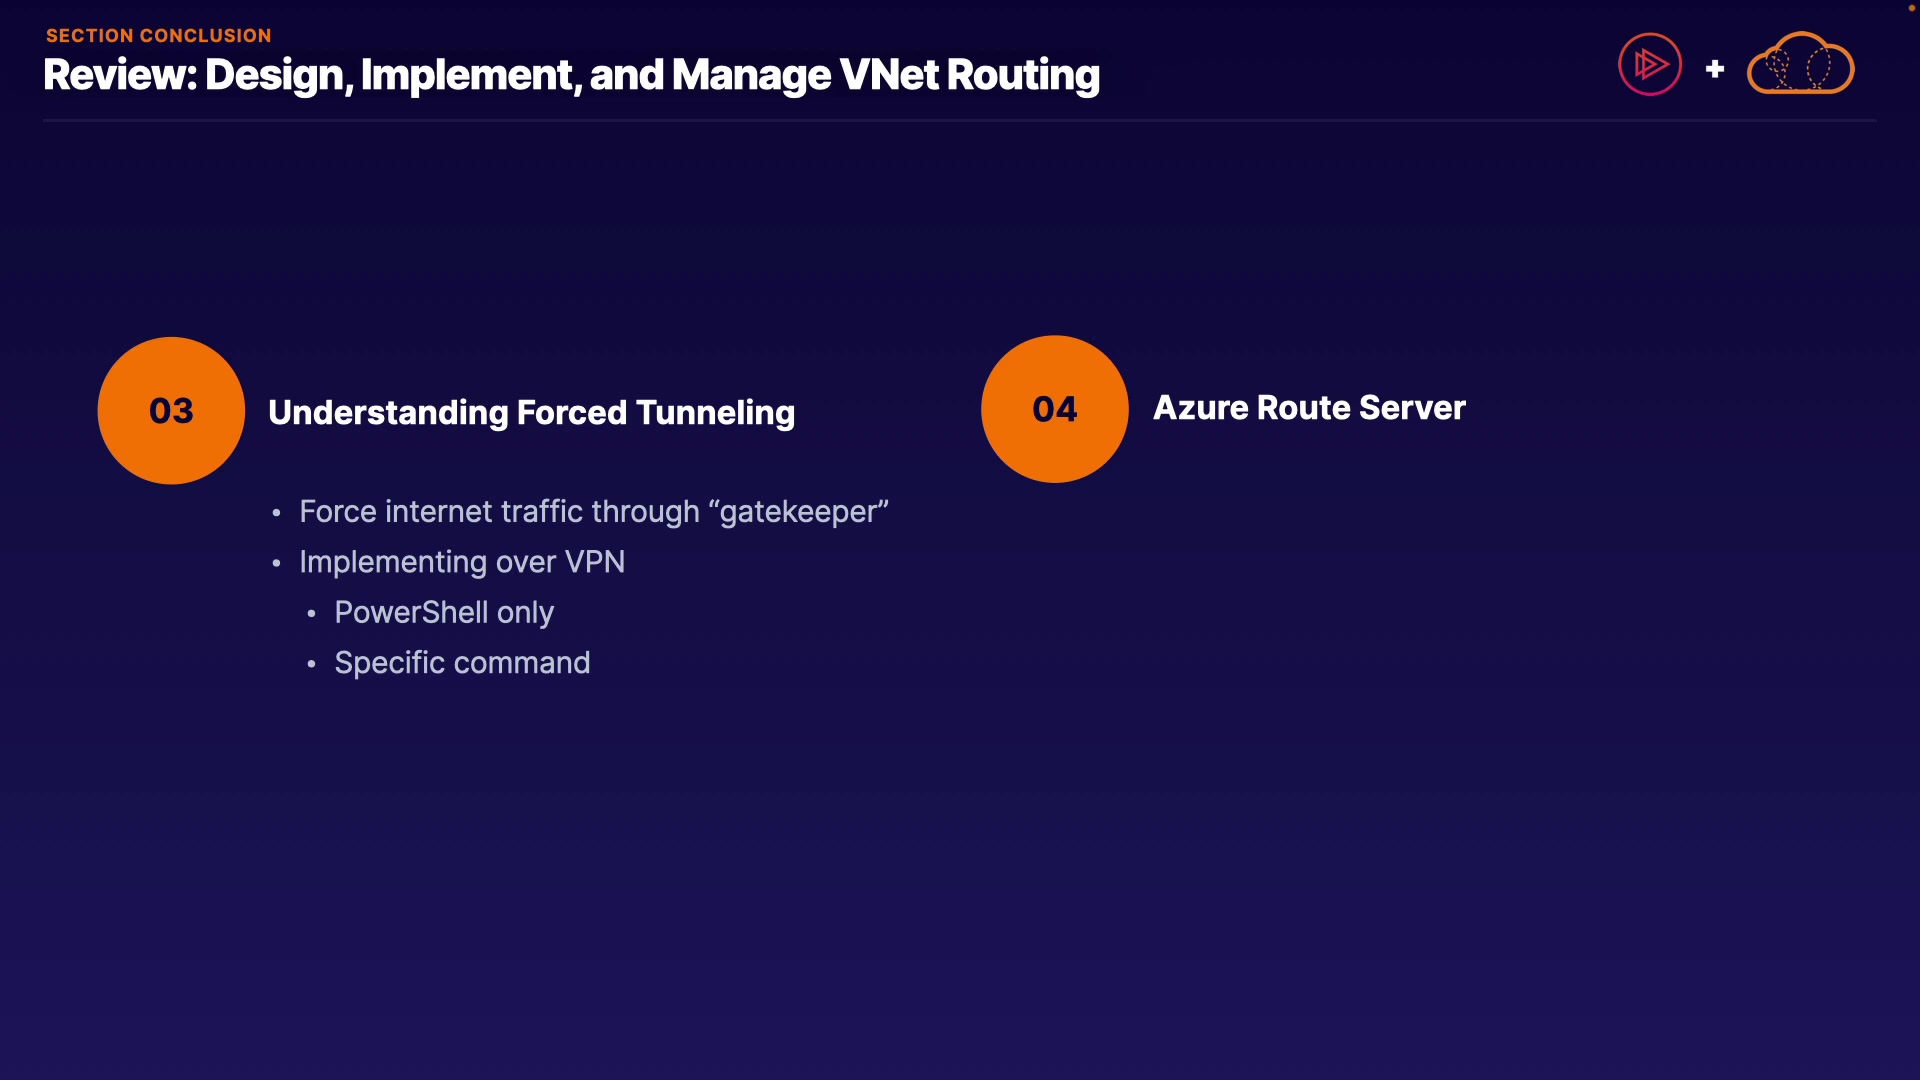 SECTION CONCLUSION
Review: Design, Implement, and Manage VNet Routing
+
03
Understanding Forced Tunneling
• Force internet traffic through “gatekeeper”
• Implementing over VPN
• PowerShell only
• Specific command
04
Azure Route Server